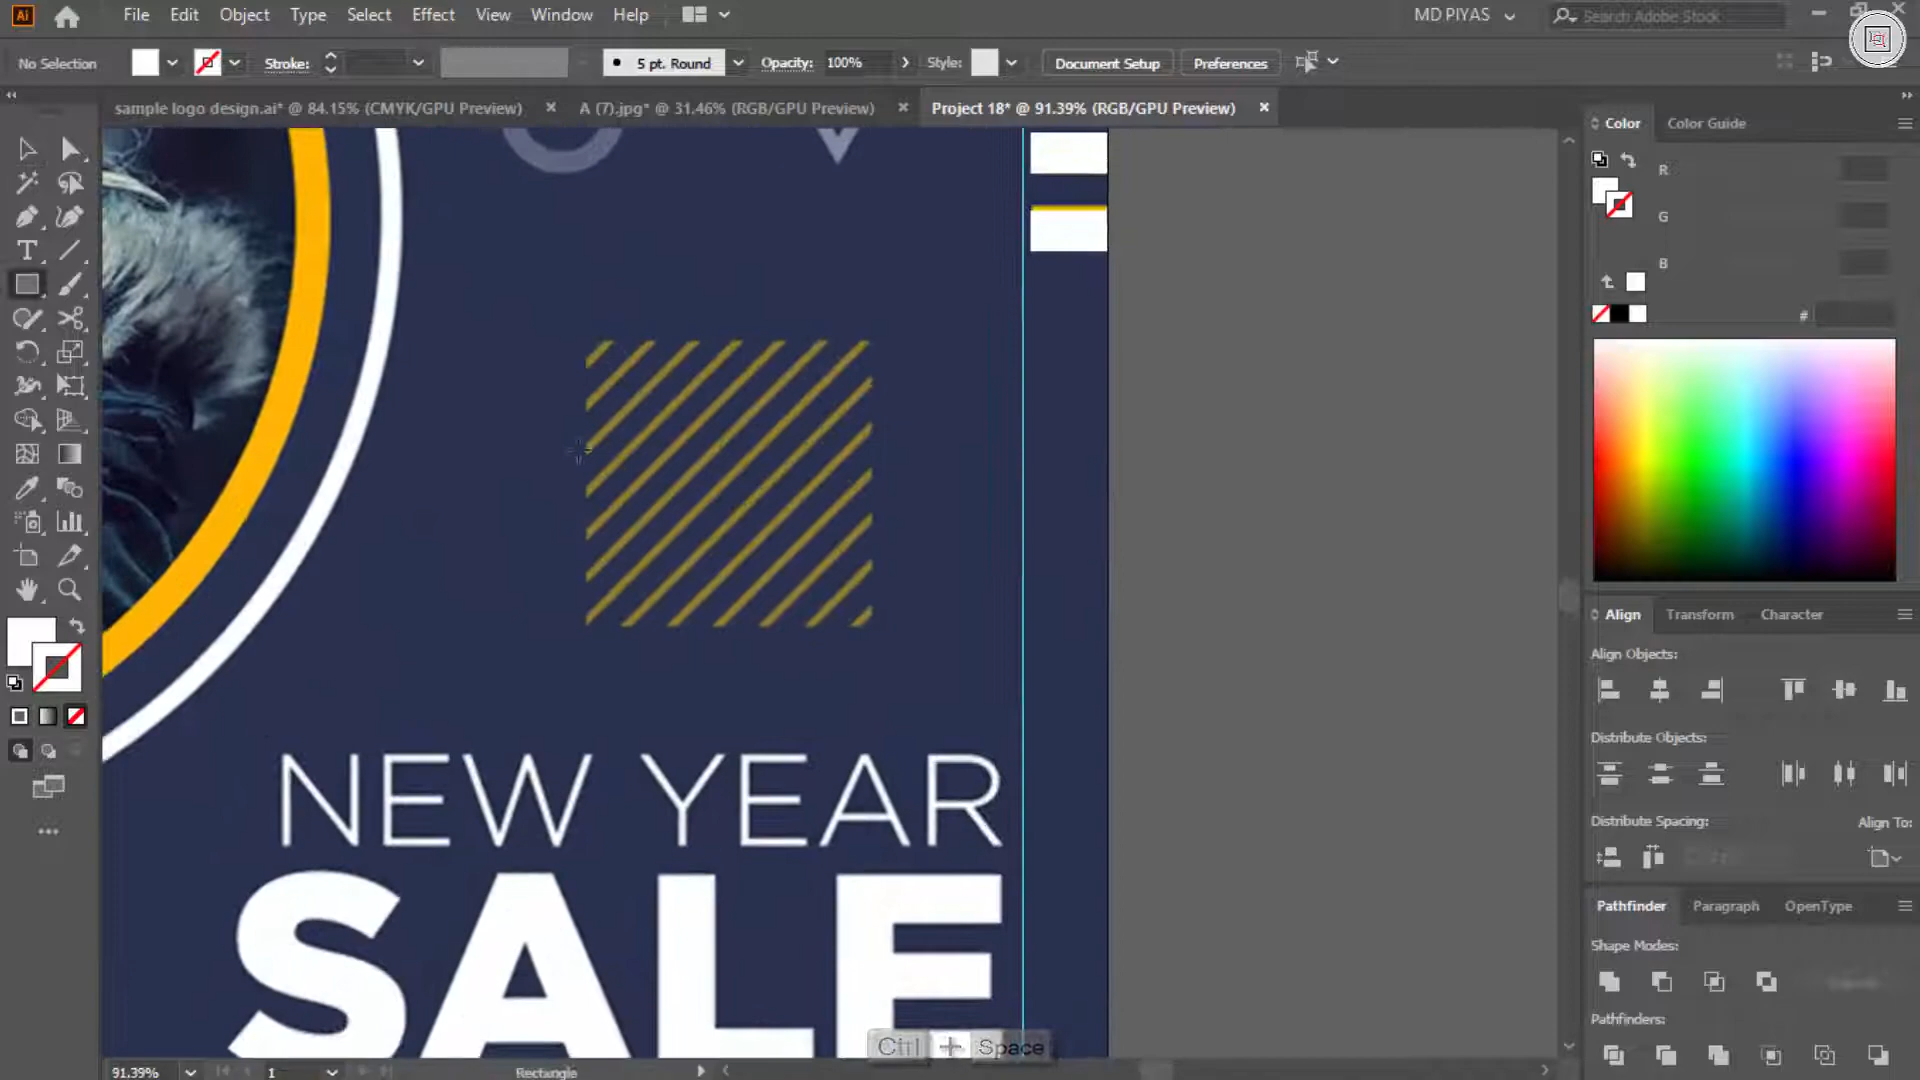 Ai File Edit Object Type Select Effect View Window Help MD PIYAS Search Adobe Stock
No Selection Stroke: 5 pt. Round Opacity: 100% Style: Document Setup Preferences
sample logo design.ai* @ 84.15% (CMYK/GPU Preview) A (7).jpg* @ 31.46% (RGB/GPU Preview) Project 18* @ 91.39% (RGB/GPU Preview)
Color Color Guide
R
G
B
#
NEW YEAR
SALE
Align Transform Character
Align Objects:
Distribute Objects:
Distribute Spacing: Align To:
Pathfinder Paragraph OpenType
Shape Modes:
Pathfinders:
Ctrl + Space
91.39% 1 Rectangle